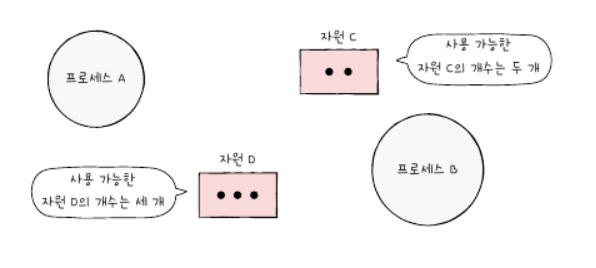 자원 C
사용 가능한
자원 C의 개수는 두 개
프로세스 A
자원 D
프로세스 B
사용 가능한
자원 D의 개수는 세 개